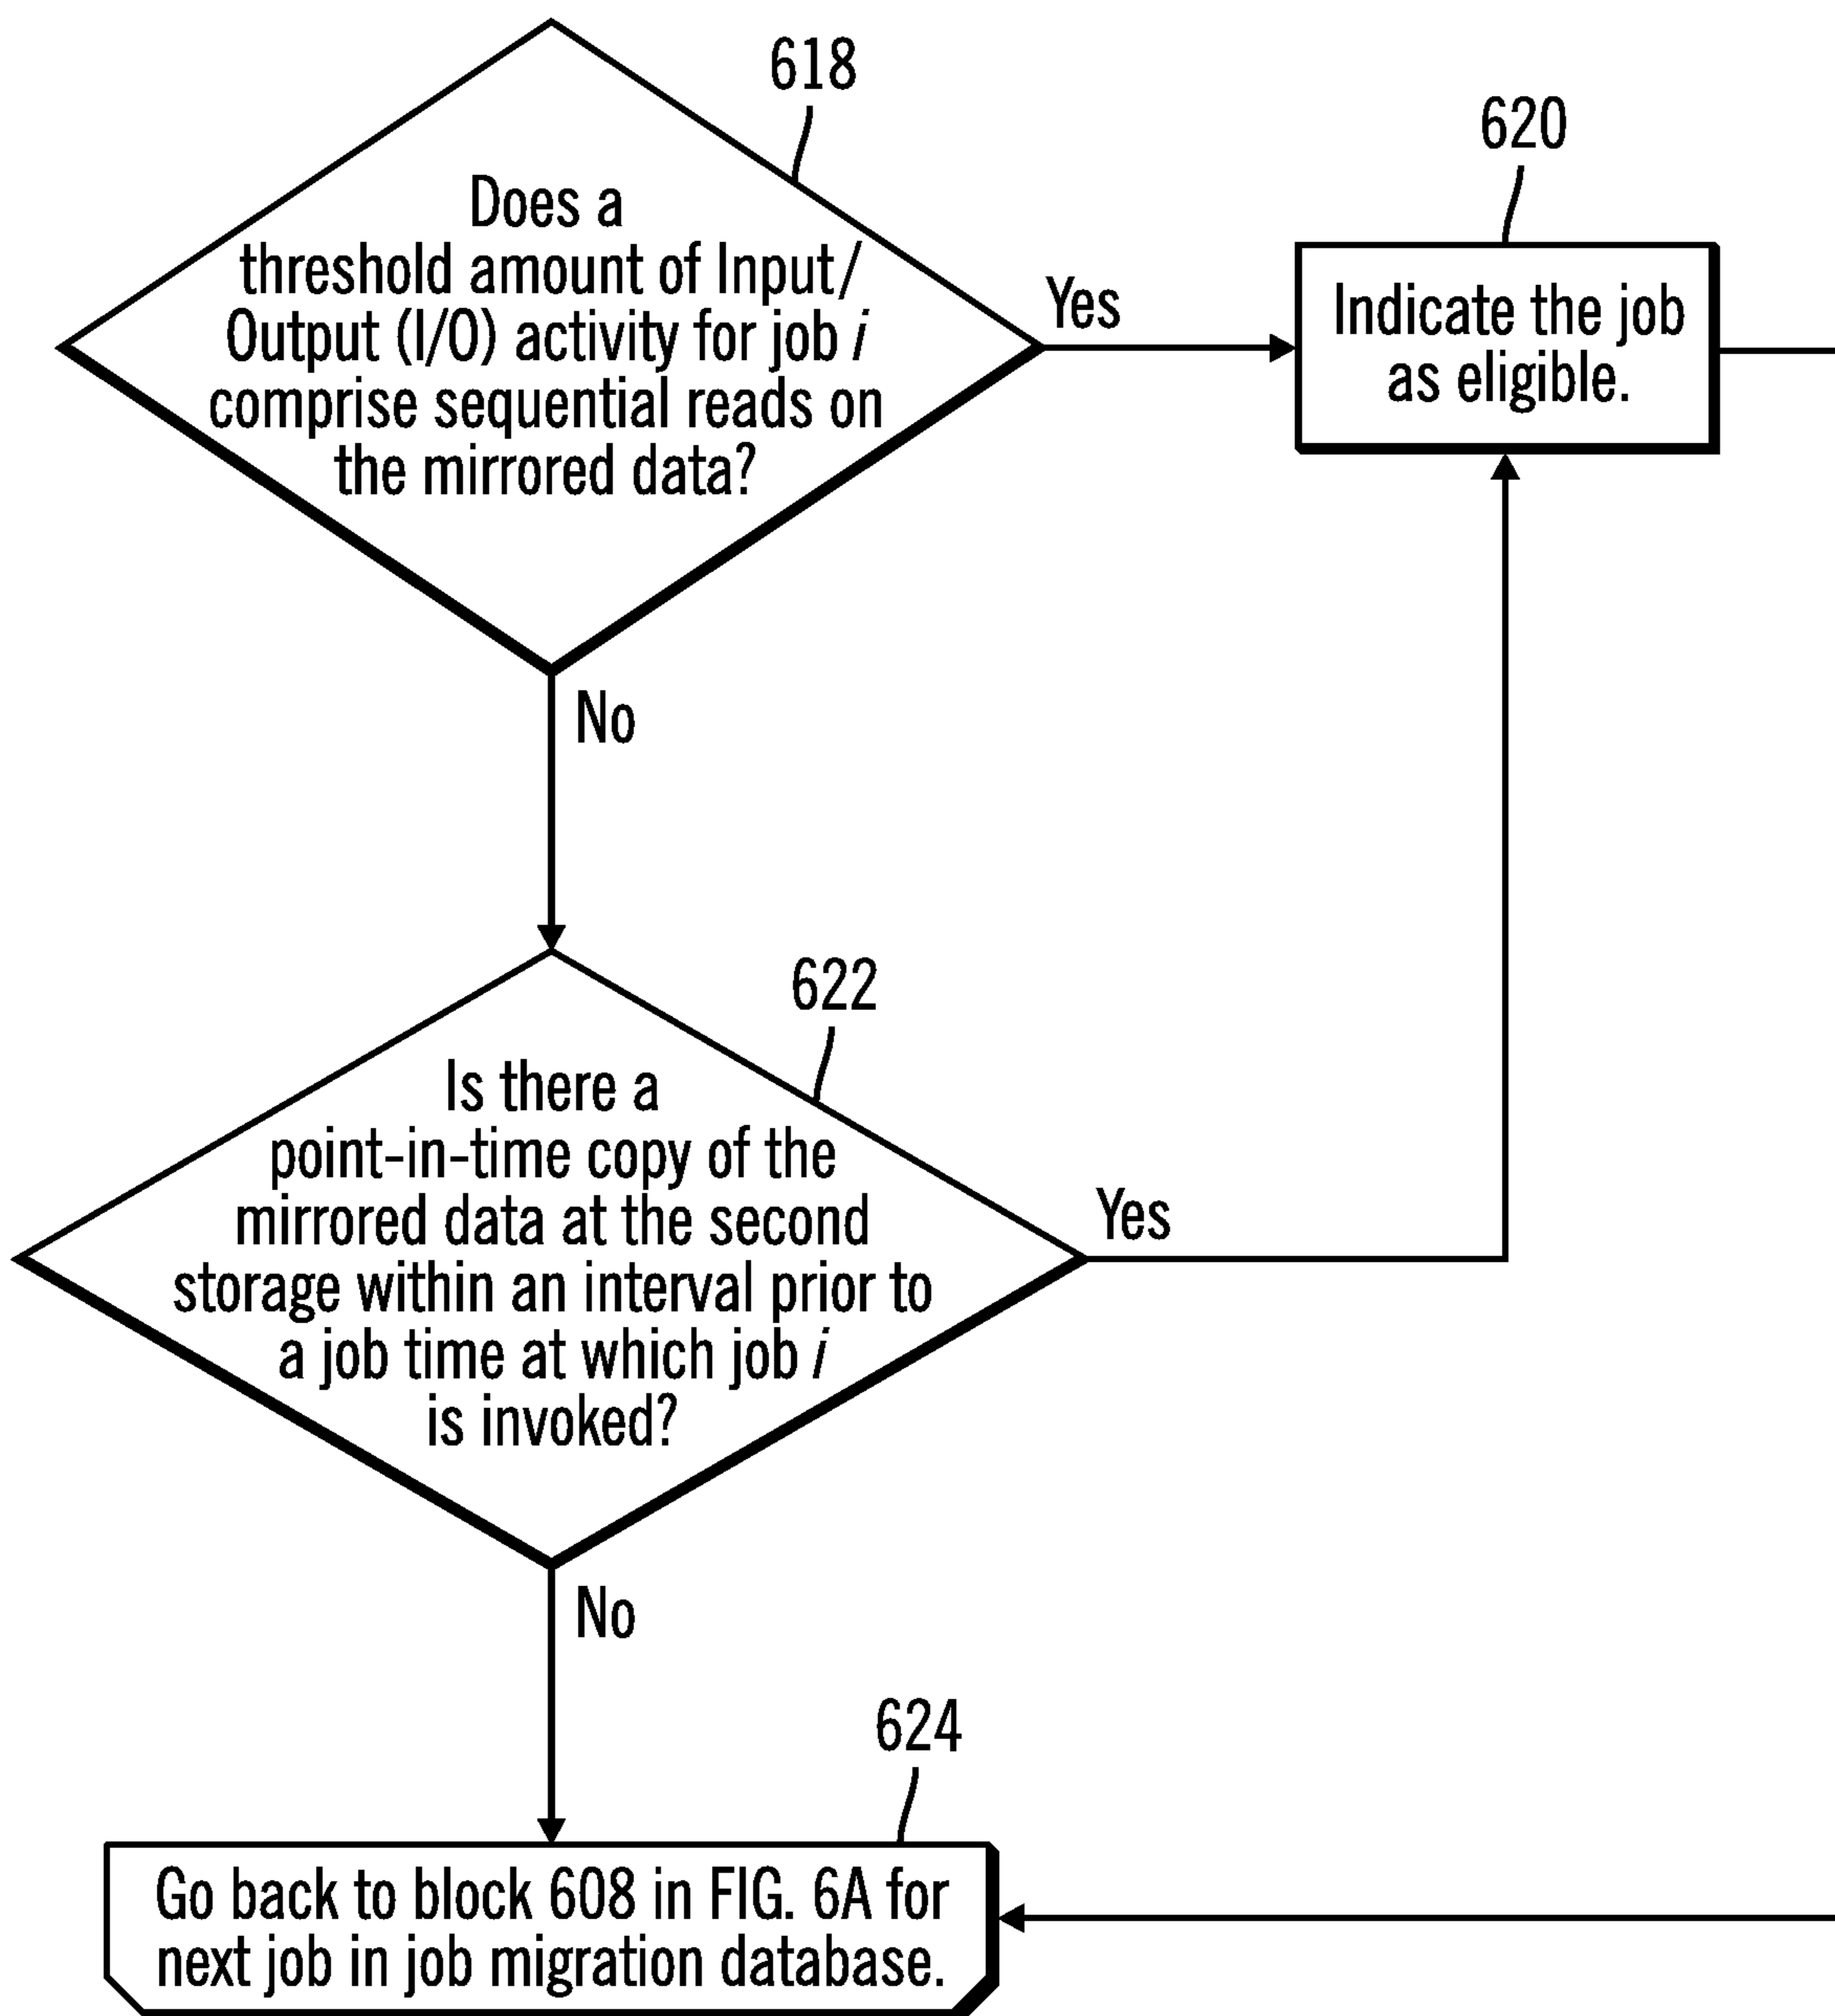 618
Does a
threshold amount of Input/
Output (I/O) activity for job i
comprise sequential reads on
the mirrored data?
Yes
620
Indicate the job
as eligible.
No
622
Is there a
point-in-time copy of the
mirrored data at the second
storage within an interval prior to
a job time at which job i
is invoked?
Yes
No
624
Go back to block 608 in FIG. 6A for
next job in job migration database.